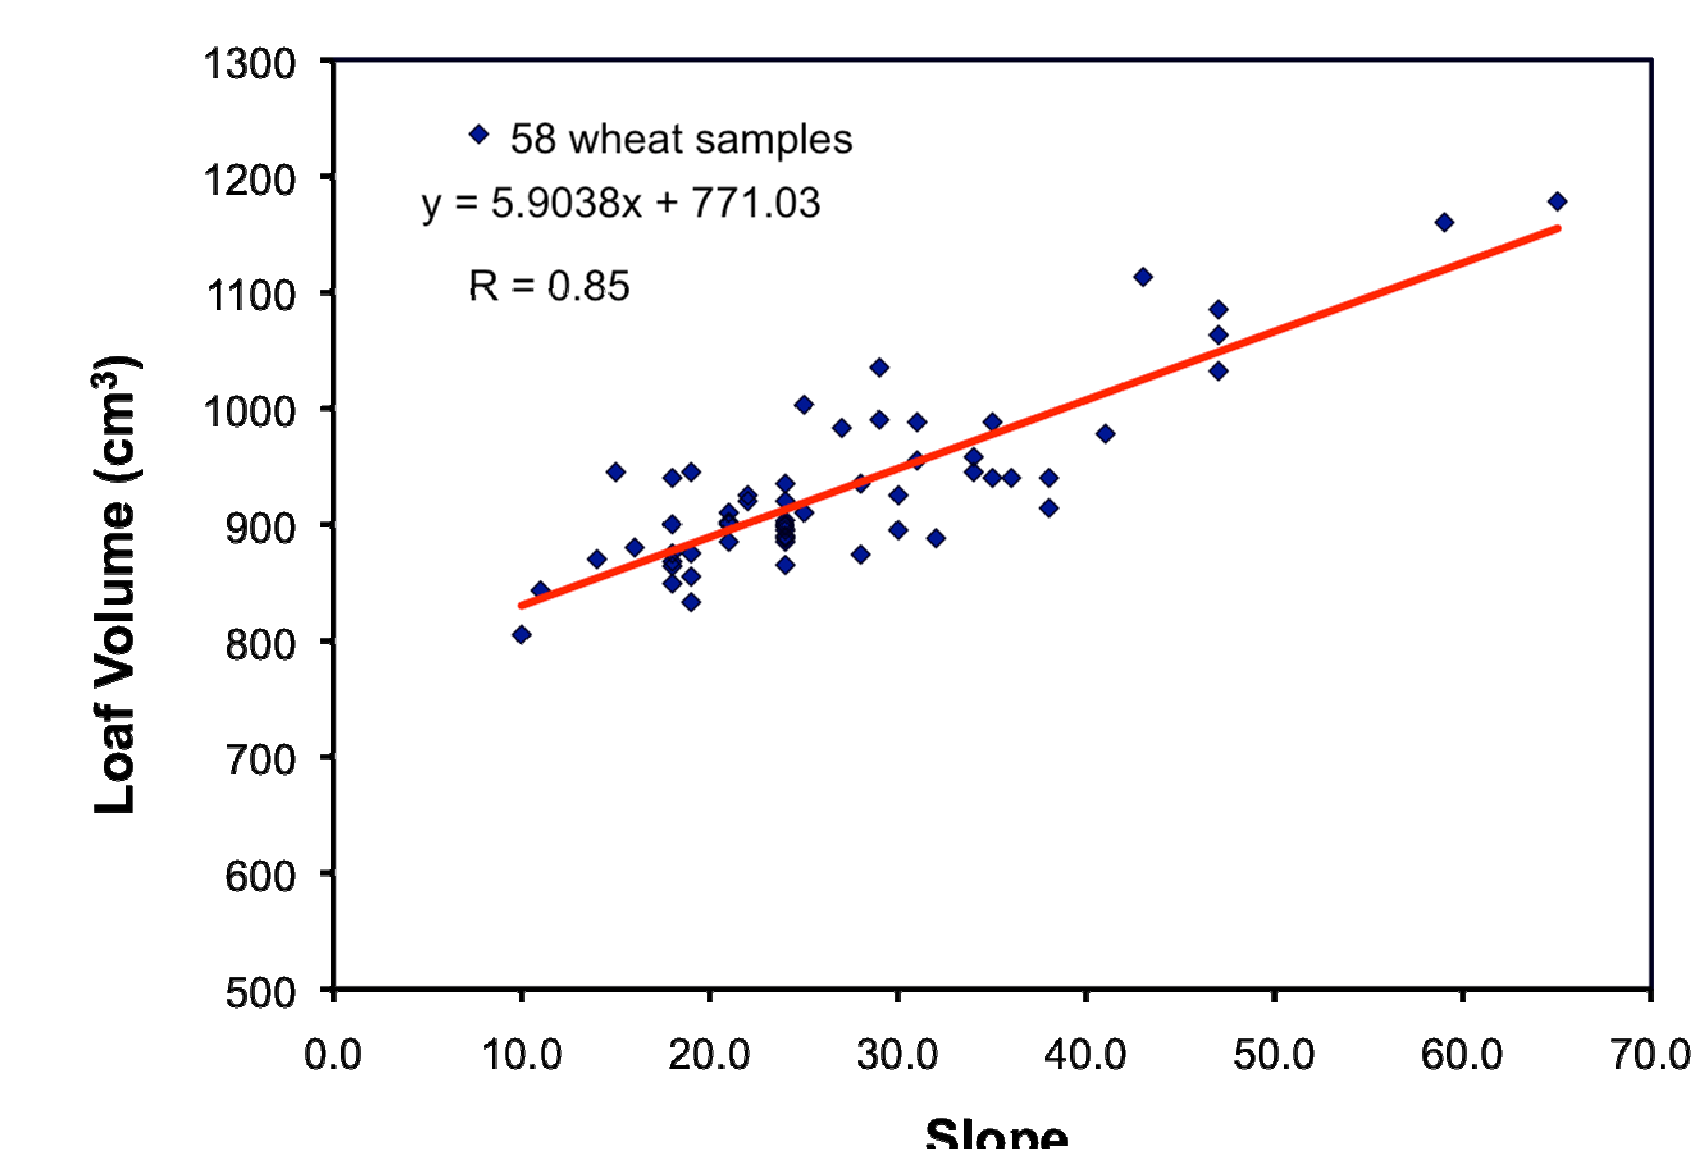 1300
58 wheat samples
1200
y = 5.9038x + 771.03
R = 0.85
1100
1000
900
800
700
600
500
Loaf Volume (cm³)
0.0 10.0 20.0 30.0 40.0 50.0 60.0 70.0
Slope